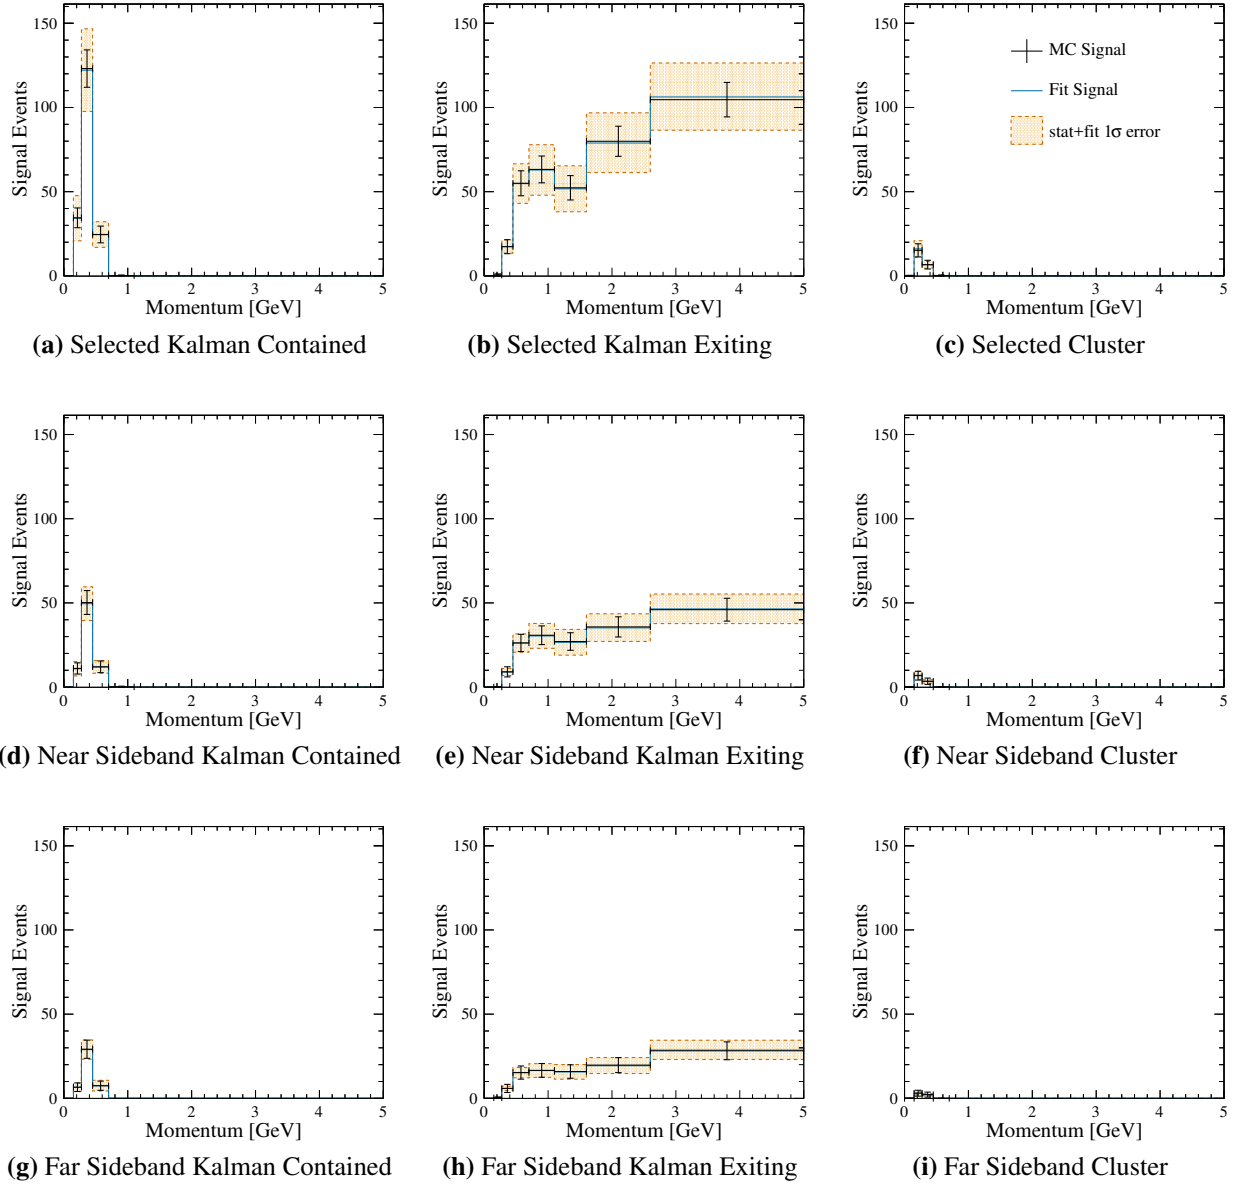 150
100
50
0
Signal Events
0 1 2 3 4 5
Momentum [GeV]
(a) Selected Kalman Contained
150
100
50
0
Signal Events
0 1 2 3 4 5
Momentum [GeV]
(b) Selected Kalman Exiting
150
100
50
0
Signal Events
MC Signal
Fit Signal
stat+fit 1σ error
0 1 2 3 4 5
Momentum [GeV]
(c) Selected Cluster
150
100
50
0
Signal Events
0 1 2 3 4 5
Momentum [GeV]
(d) Near Sideband Kalman Contained
150
100
50
0
Signal Events
0 1 2 3 4 5
Momentum [GeV]
(e) Near Sideband Kalman Exiting
150
100
50
0
Signal Events
0 1 2 3 4 5
Momentum [GeV]
(f) Near Sideband Cluster
150
100
50
0
Signal Events
0 1 2 3 4 5
Momentum [GeV]
(g) Far Sideband Kalman Contained
150
100
50
0
Signal Events
0 1 2 3 4 5
Momentum [GeV]
(h) Far Sideband Kalman Exiting
150
100
50
0
Signal Events
0 1 2 3 4 5
Momentum [GeV]
(i) Far Sideband Cluster